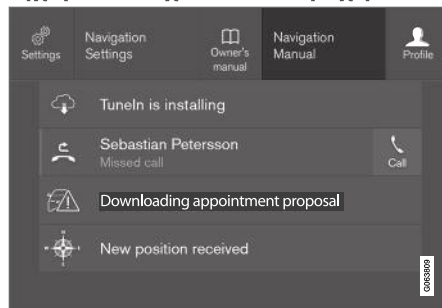 Settings
Navigation
Settings
Owner's
manual
Navigation
Manual
Profile
TuneIn is installing
Sebastian Petersson
Missed call
Call
Downloading appointment proposal
New position received
G063809